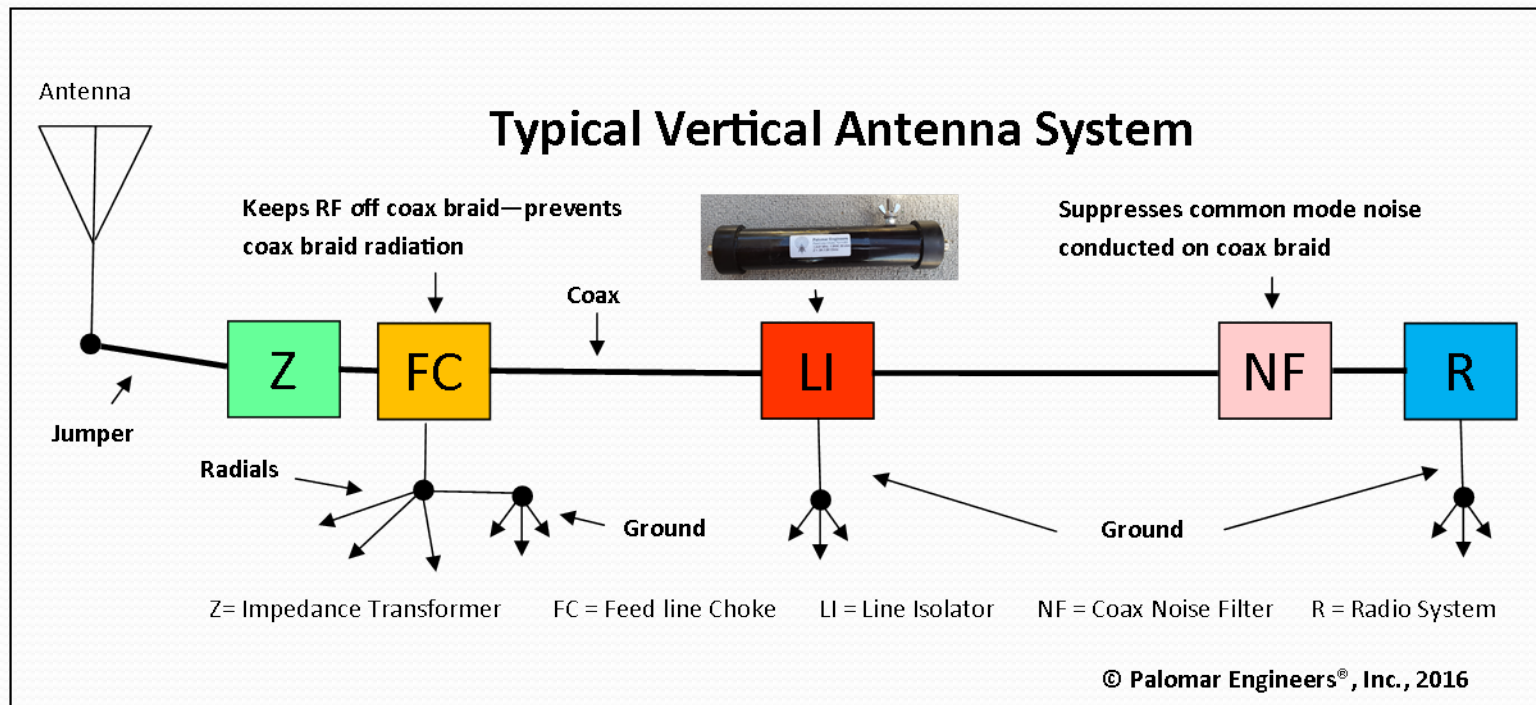 Antenna
Typical Vertical Antenna System
Keeps RF off coax braid—prevents
coax braid radiation
Suppresses common mode noise
conducted on coax braid
Coax
Z
FC
LI
NF
R
Jumper
Radials
Ground
Ground
Z= Impedance Transformer
FC = Feed line Choke
LI = Line Isolator
NF = Coax Noise Filter
R = Radio System
© Palomar Engineers®, Inc., 2016